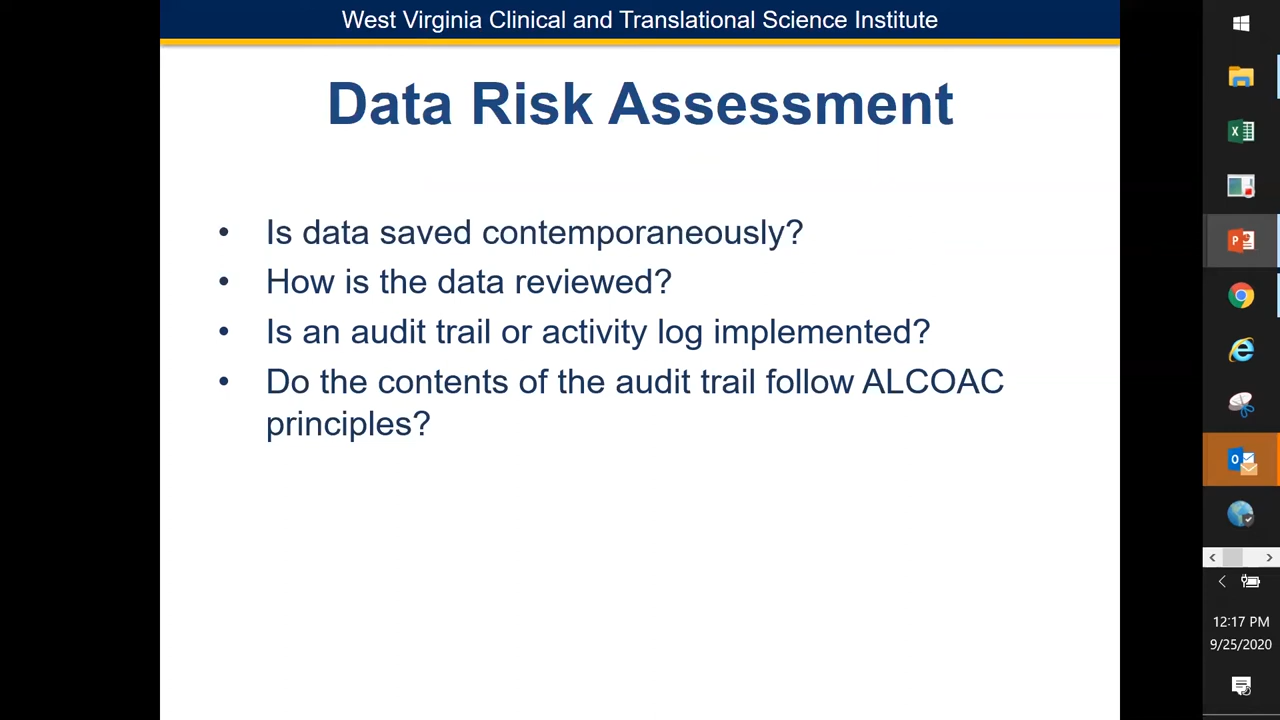 West Virginia Clinical and Translational Science Institute
Data Risk Assessment
• Is data saved contemporaneously?
• How is the data reviewed?
• Is an audit trail or activity log implemented?
• Do the contents of the audit trail follow ALCOAC
principles?
12:17 PM
9/25/2020